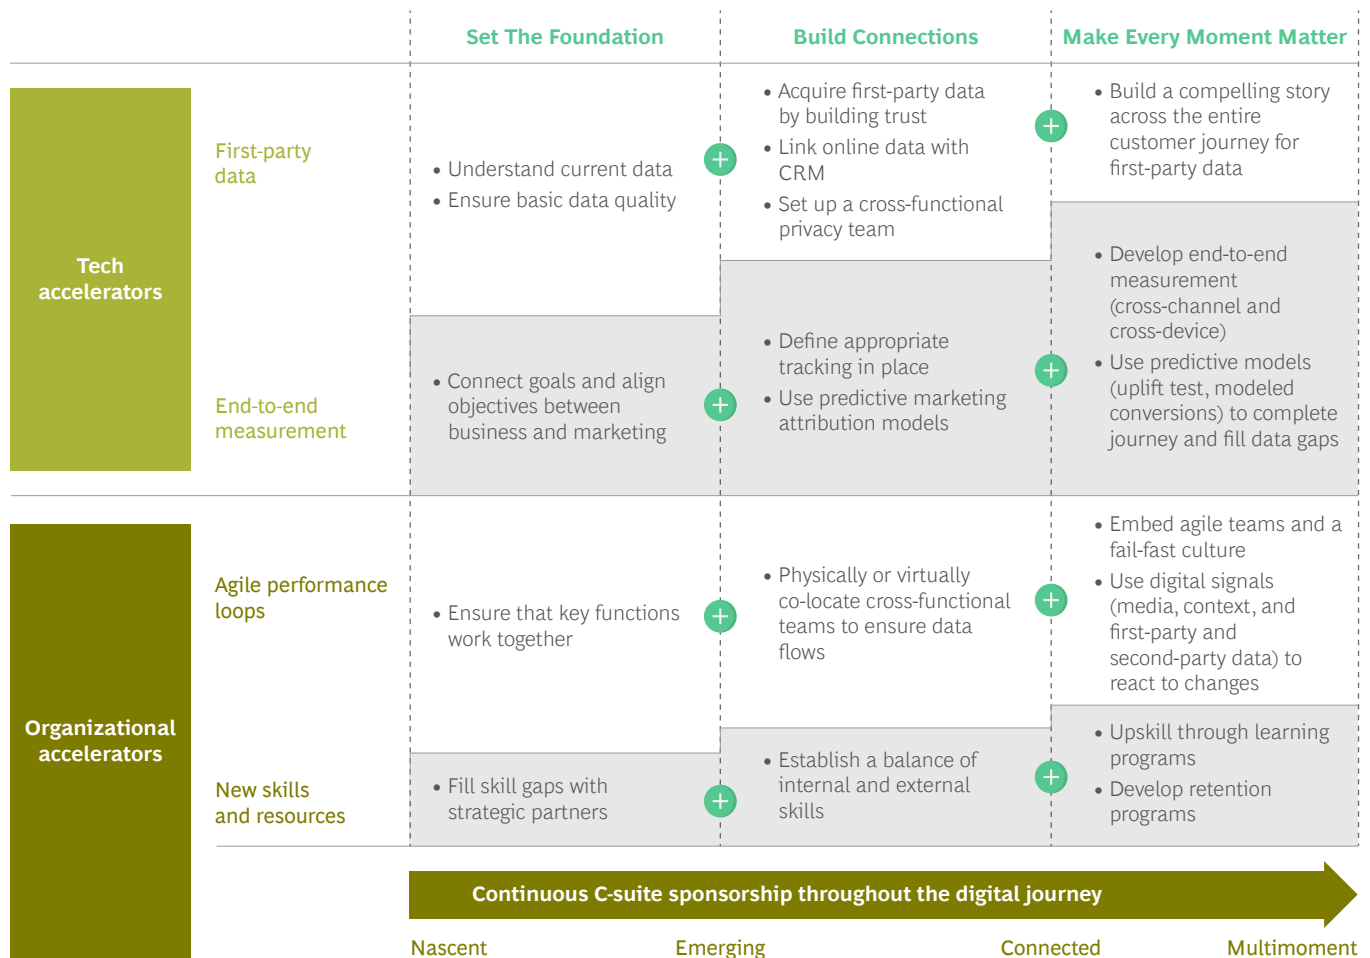 Set The Foundation
Build Connections
Make Every Moment Matter
Tech
accelerators
First-party
data
• Understand current data
• Ensure basic data quality
• Acquire first-party data
by building trust
• Link online data with
CRM
• Set up a cross-functional
privacy team
• Build a compelling story
across the entire
customer journey for
first-party data
End-to-end
measurement
• Connect goals and align
objectives between
business and marketing
• Define appropriate
tracking in place
• Use predictive marketing
attribution models
• Develop end-to-end
measurement
(cross-channel and
cross-device)
• Use predictive models
(uplift test, modeled
conversions) to complete
journey and fill data gaps
Organizational
accelerators
Agile performance
loops
• Ensure that key functions
work together
• Physically or virtually
co-locate cross-functional
teams to ensure data
flows
• Embed agile teams and a
fail-fast culture
• Use digital signals
(media, context, and
first-party and
second-party data) to
react to changes
New skills
and resources
• Fill skill gaps with
strategic partners
• Establish a balance of
internal and external
skills
• Upskill through learning
programs
• Develop retention
programs
Continuous C-suite sponsorship throughout the digital journey
Nascent
Emerging
Connected
Multimoment